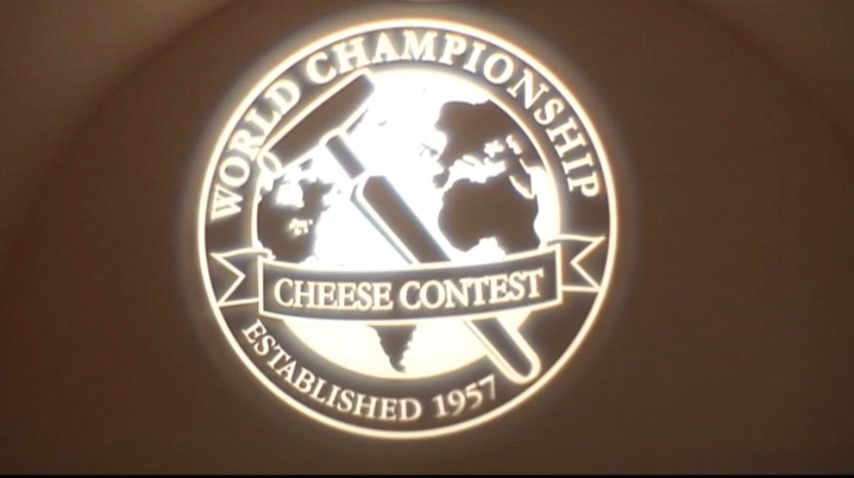 WORLD CHAMPIONSHIP
CHEESE CONTEST
ESTABLISHED 1957